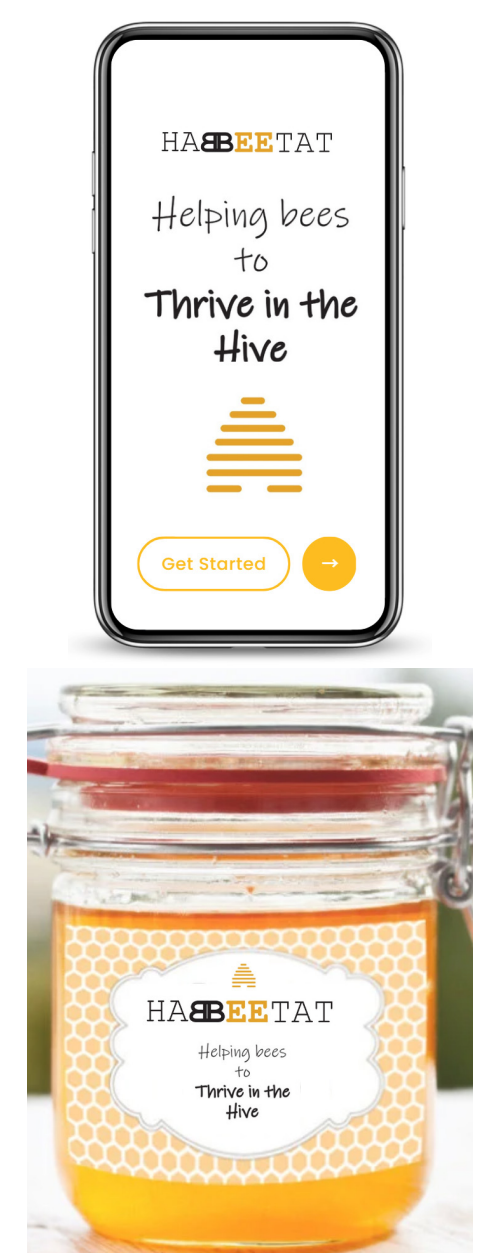 HABBEETAT
Helping bees
to
Thrive in the
Hive
Get Started →
HABBEETAT
Helping bees
to
Thrive in the
Hive